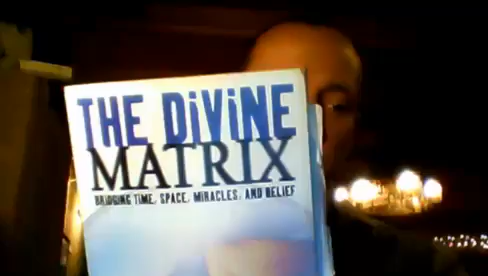 THE DiViNE
MATRIX
BRIDGING TIME, SPACE, MIRACLES, AND BELIEF